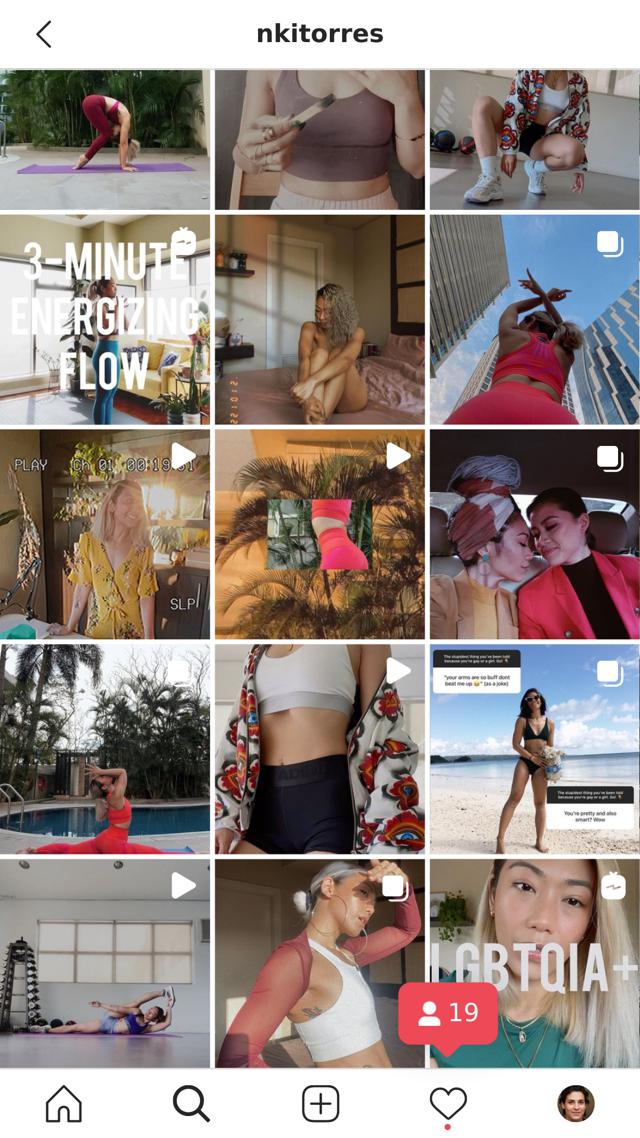 nkitorres
3-MINUTE
ENERGIZING
FLOW
PLAY Ch 01 00:19:51
SLP
ADIDAS
The stupidest thing you've been told
because you're gay or a girl. Go!
"your arms are so buff dont
beat me up 😂" (as a joke)
The stupidest thing you've been told
because you're gay or a girl. Go!
You're pretty and also
smart? Wow
LGBTQIA+
19